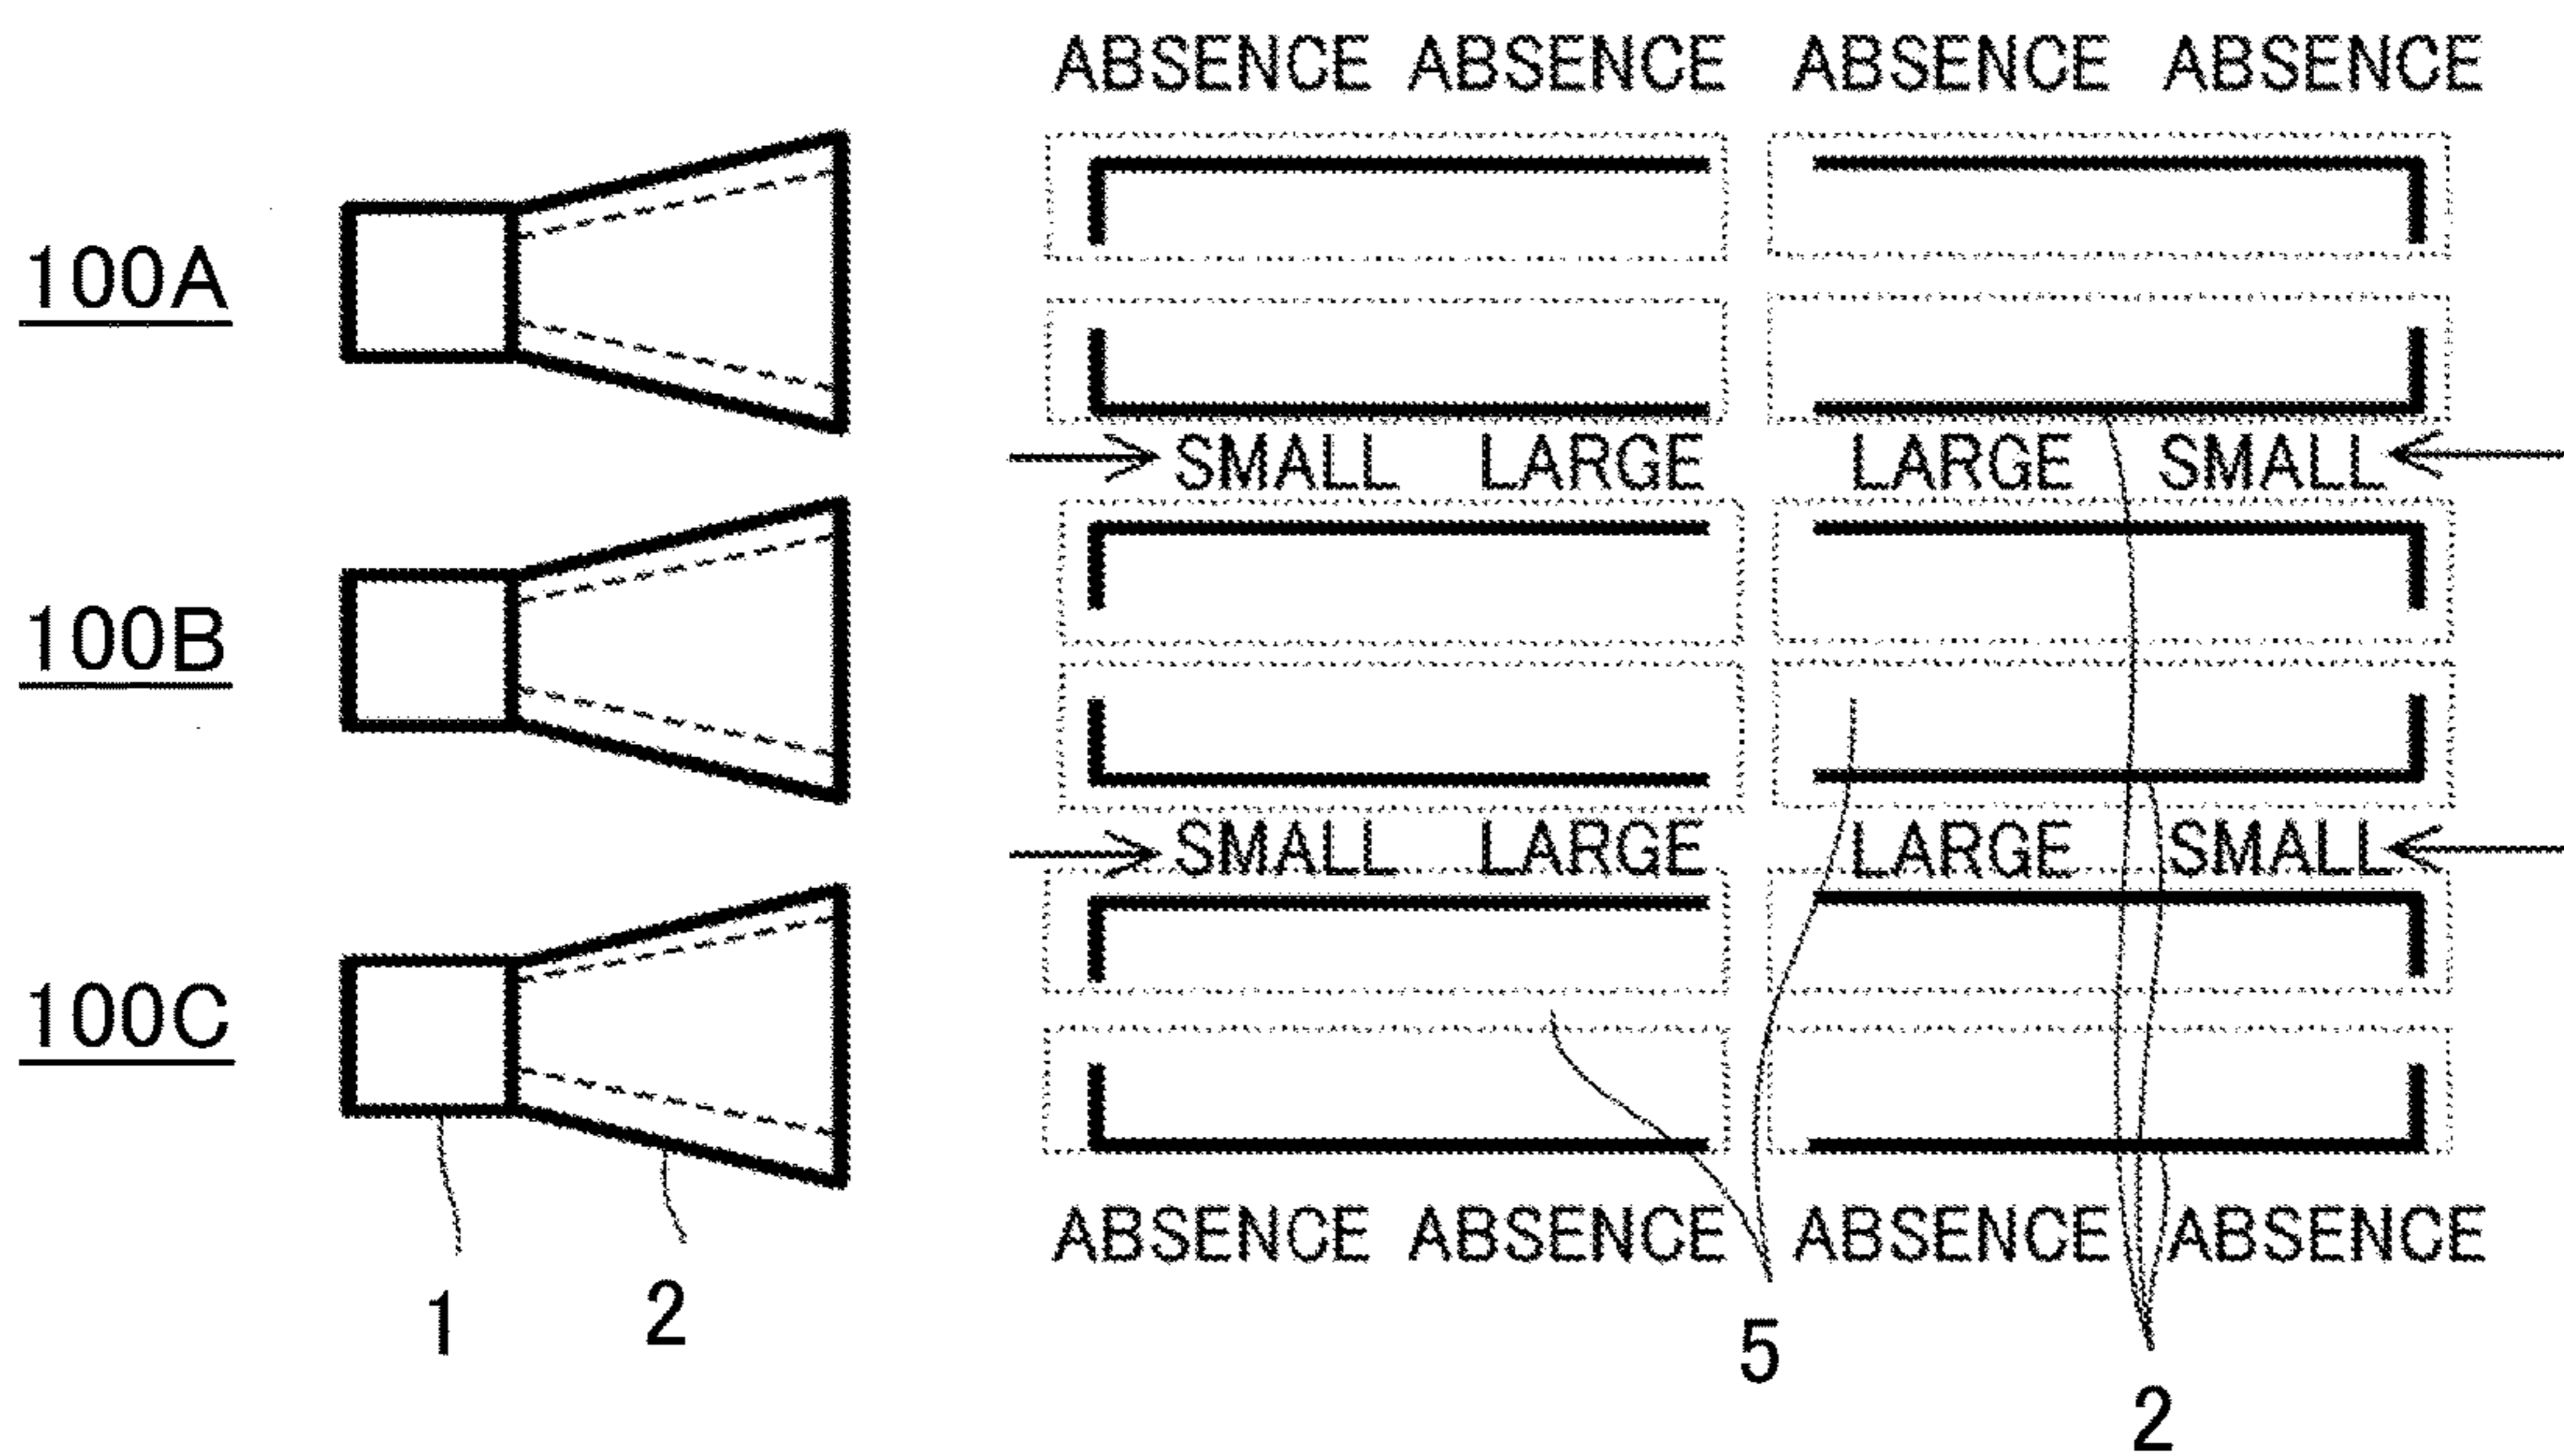 ABSENCE ABSENCE ABSENCE ABSENCE
100A
SMALL LARGE LARGE SMALL
100B
SMALL LARGE LARGE SMALL
100C
ABSENCE ABSENCE ABSENCE ABSENCE
1 2 5 2